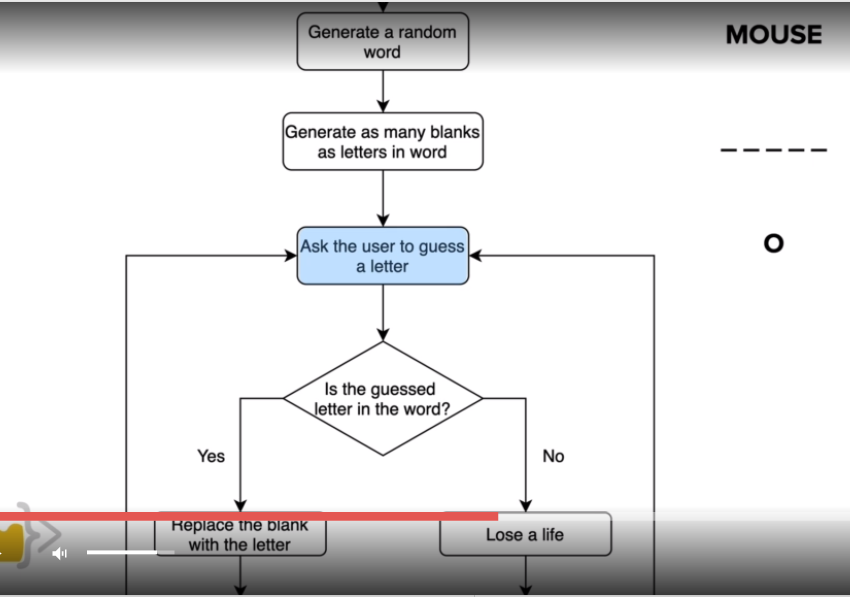 Generate a random
word
MOUSE
Generate as many blanks
as letters in word
_ _ _ _ _
Ask the user to guess
a letter
O
Is the guessed
letter in the word?
Yes
No
Replace the blank
with the letter
Lose a life